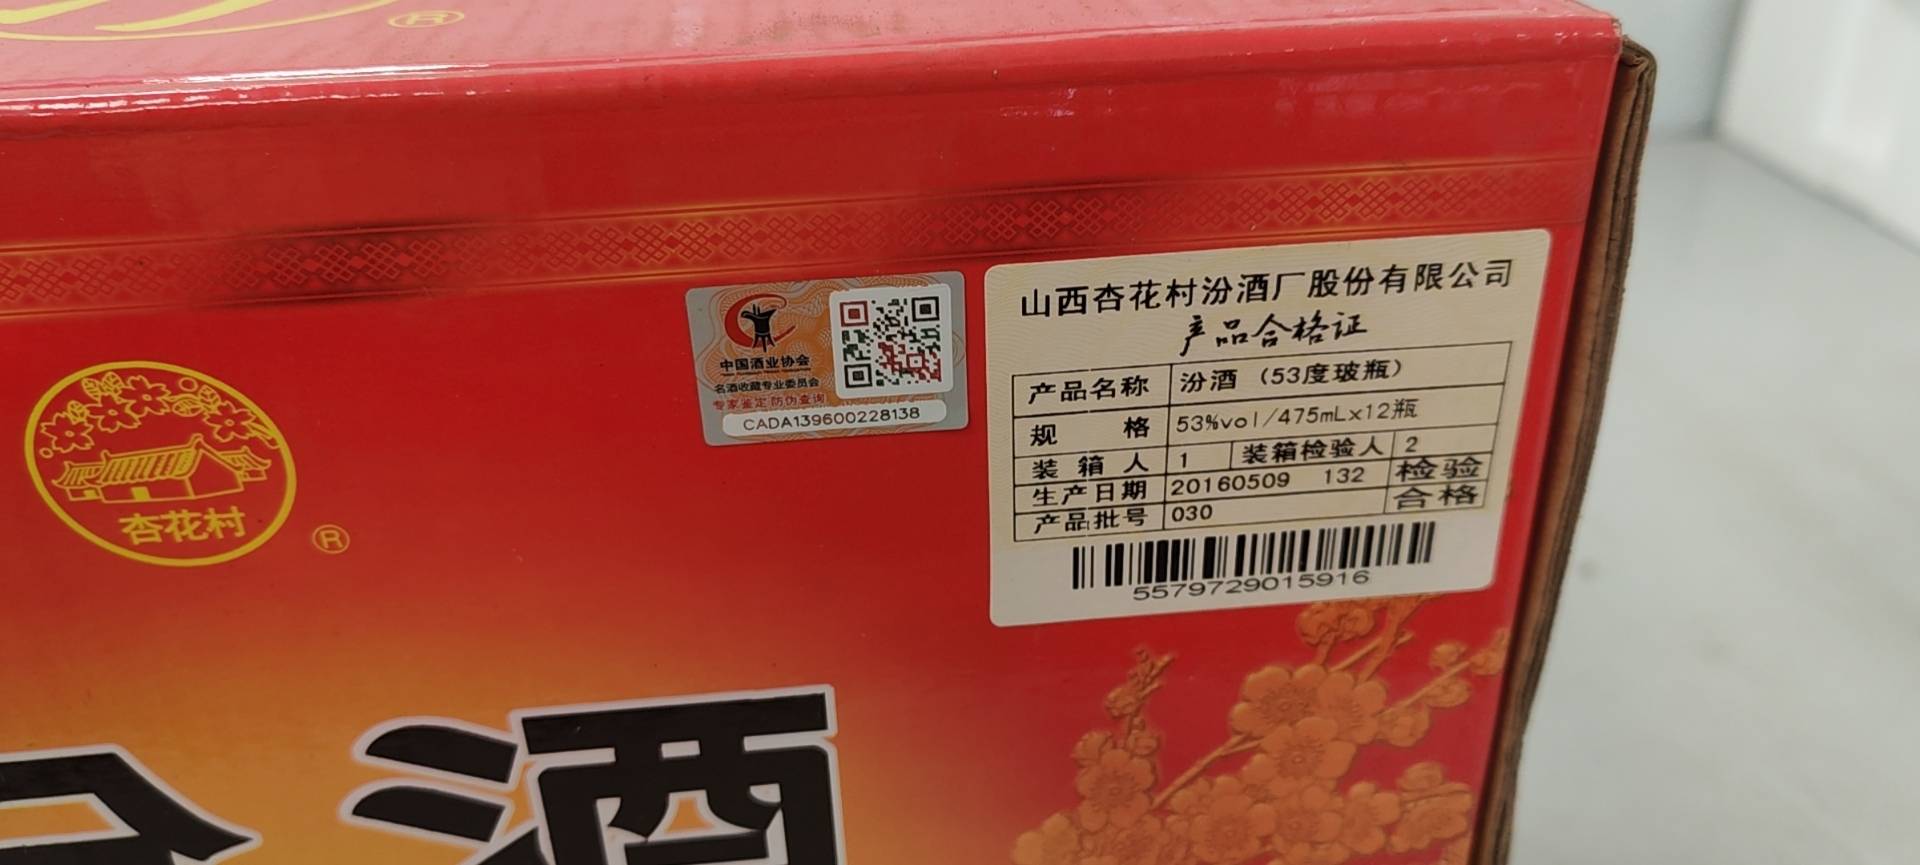 ®
杏花村
®
中国酒业协会
名酒收藏专业委员会
专家鉴定 防伪查询
CADA139600228138
山西杏花村汾酒厂股份有限公司
产品合格证
产品名称 汾酒（53度玻瓶）
规格 53%vol/475mLx12瓶
装箱人 1 装箱检验人 2
生产日期 20160509 132 检验
产品批号 030 合格
5579729015916
酒